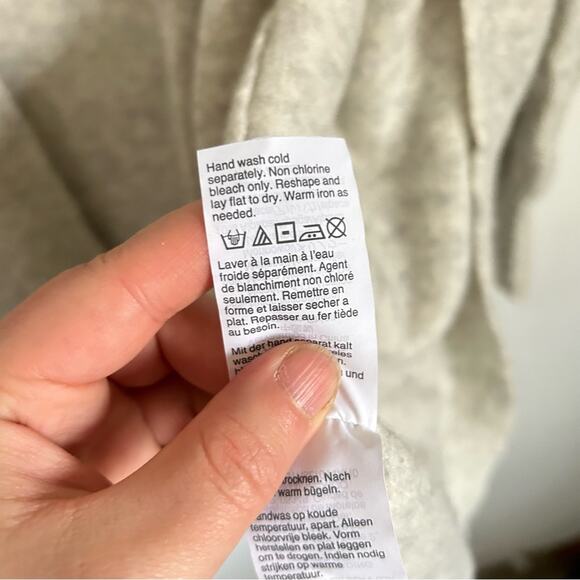 Hand wash cold
separately. Non chlorine
bleach only. Reshape and
lay flat to dry. Warm iron as
needed.
Laver à la main à l'eau
froide séparément. Agent
de blanchiment non chloré
seulement. Remettre en
forme et laisser secher a
plat. Repasser au fer tiède
au besoin.
Mit der hand separat kalt
und
trocknen. Nach
warm bügeln.
koude
temperatuur, apart. Alleen
chloorvrije bleek. Vorm
herstellen en plat leggen
om te drogen. Indien nodig
strijken op warme
temperatuur.